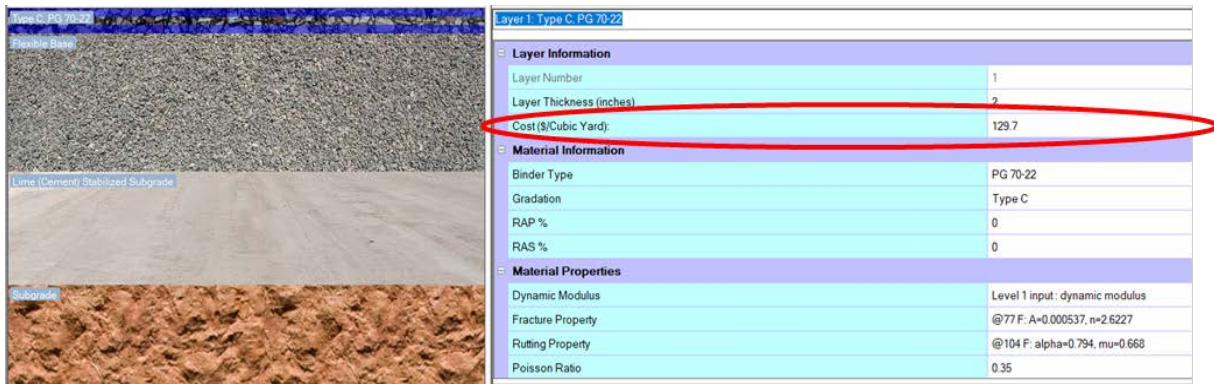 Type C, PG 70-22
Flexible Base
Lime (Cement) Stabilized Subgrade
Subgrade
Layer 1: Type C, PG 70-22
Layer Information
Layer Number 1
Layer Thickness (inches) 2
Cost ($/Cubic Yard): 129.7
Material Information
Binder Type PG 70-22
Gradation Type C
RAP % 0
RAS % 0
Material Properties
Dynamic Modulus Level 1 input : dynamic modulus
Fracture Property @77 F: A=0.000537, n=2.6227
Rutting Property @104 F: alpha=0.794, mu=0.668
Poisson Ratio 0.35